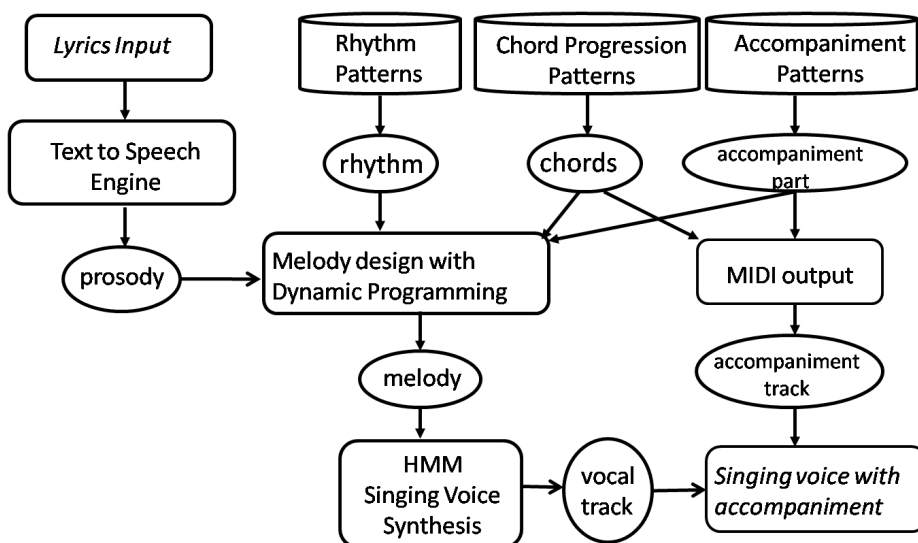 Lyrics Input
Rhythm
Patterns
Chord Progression
Patterns
Accompaniment
Patterns
Text to Speech
Engine
rhythm
chords
accompaniment
part
prosody
Melody design with
Dynamic Programming
MIDI output
melody
accompaniment
track
HMM
Singing Voice
Synthesis
vocal
track
Singing voice with
accompaniment